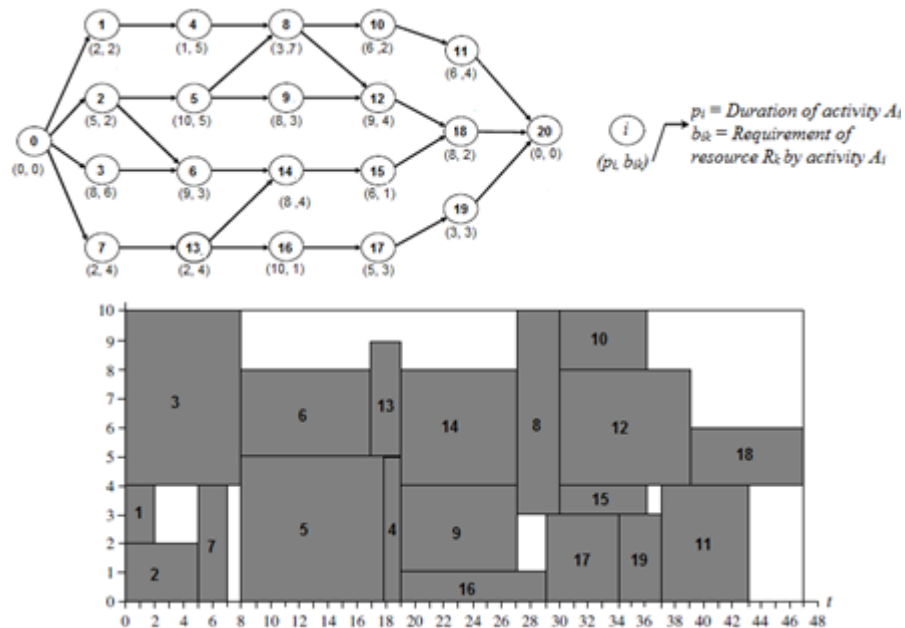 1 4 8 10
(2, 2) (1, 5) (3,7) (6 ,2)
11
(6 ,4)
2 5 9 12
(5, 2) (10, 5) (8, 3) (9, 4)
0 18 20
(0, 0) (8, 2) (0, 0)
i
(pi, bik)
pi = Duration of activity Ai
bik = Requirement of
resource Rk by activity Ai
3 6 14 15
(8, 6) (9, 3) (8 ,4) (6, 1)
19
(3, 3)
7 13 16 17
(2, 4) (2, 4) (10, 1) (5, 3)
10
9
8
7
6
5
4
3
2
1
0
3 6 13 14 8 10 12 18
1 2 7 5 4 9 16 15 17 19 11
0 2 4 6 8 10 12 14 16 18 20 22 24 26 28 30 32 34 36 38 40 42 44 46 48 t